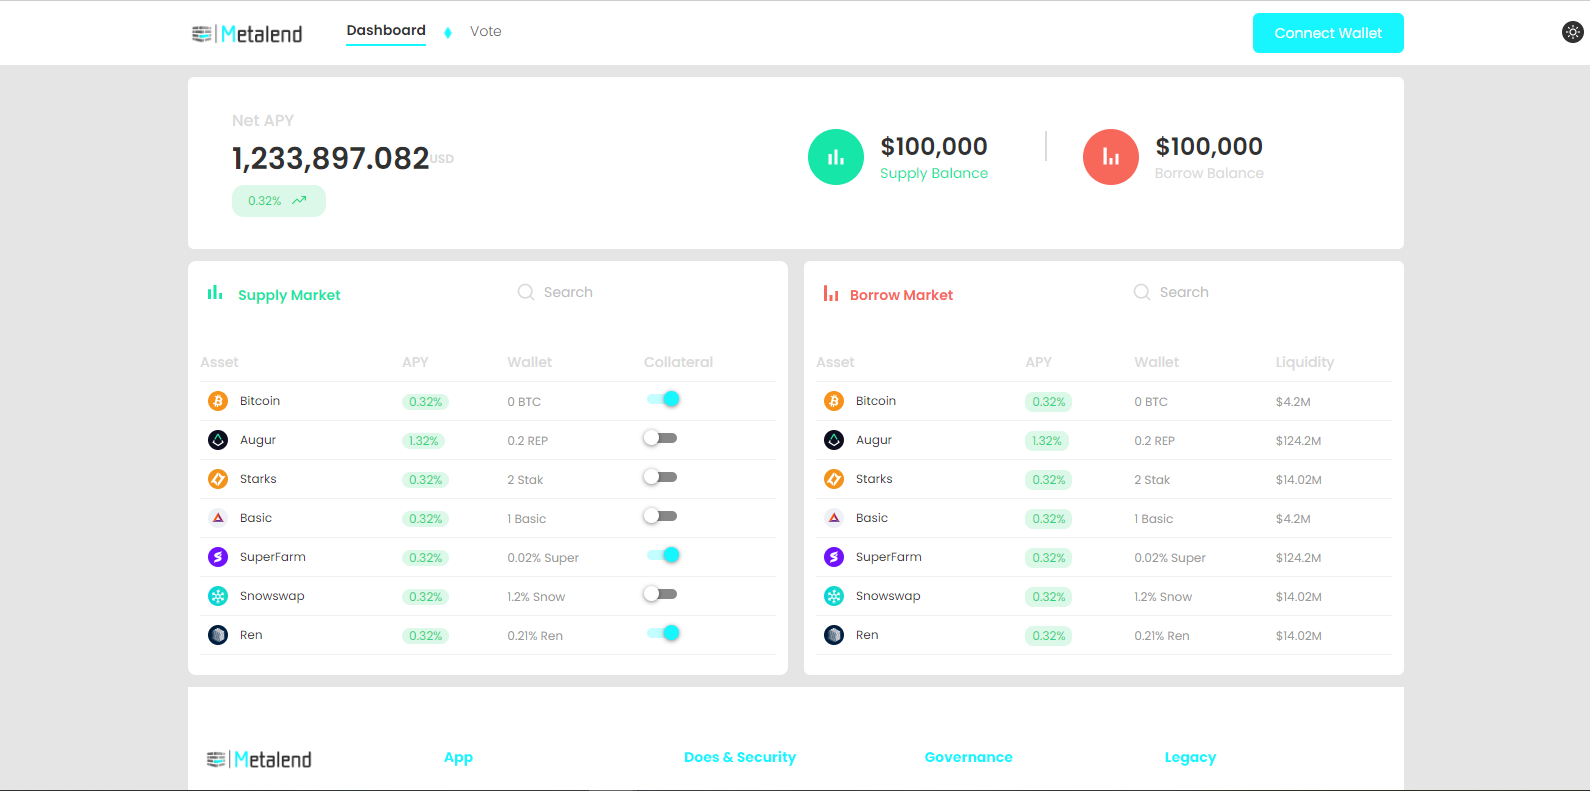 Metalend
Dashboard
Vote
Connect Wallet
Net APY
1,233,897.082 USD
0.32%
$100,000
Supply Balance
$100,000
Borrow Balance
Supply Market
Search
Asset APY Wallet Collateral
Bitcoin 0.32% 0 BTC
Augur 1.32% 0.2 REP
Starks 0.32% 2 Stak
Basic 0.32% 1 Basic
SuperFarm 0.32% 0.02% Super
Snowswap 0.32% 1.2% Snow
Ren 0.32% 0.21% Ren
Borrow Market
Search
Asset APY Wallet Liquidity
Bitcoin 0.32% 0 BTC $4.2M
Augur 1.32% 0.2 REP $124.2M
Starks 0.32% 2 Stak $14.02M
Basic 0.32% 1 Basic $4.2M
SuperFarm 0.32% 0.02% Super $124.2M
Snowswap 0.32% 1.2% Snow $14.02M
Ren 0.32% 0.21% Ren $14.02M
Metalend
App
Does & Security
Governance
Legacy